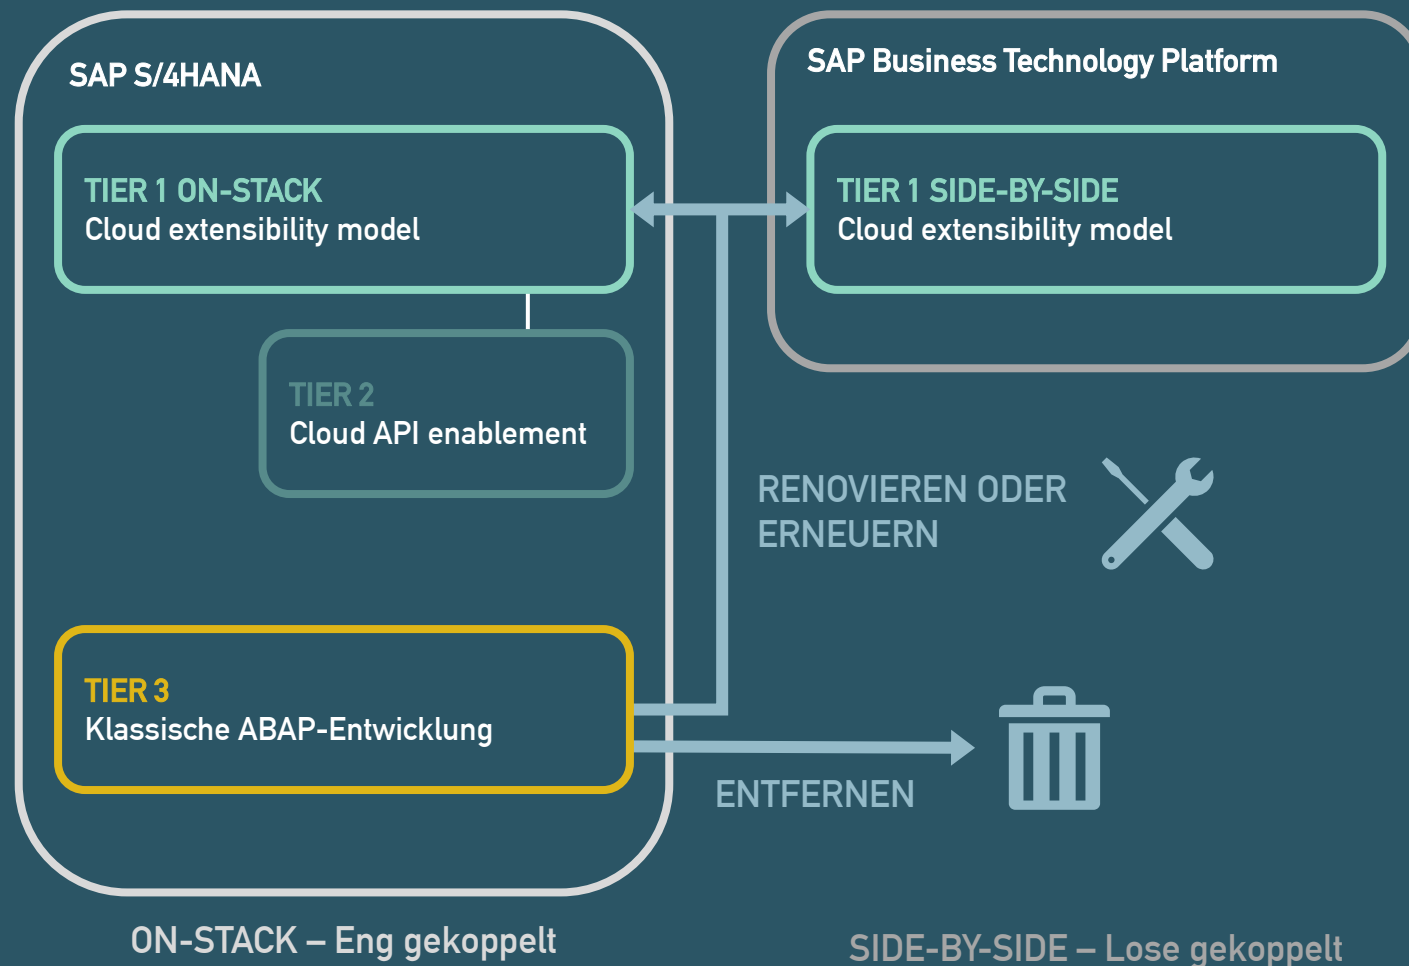 SAP S/4HANA
TIER 1 ON-STACK
Cloud extensibility model
TIER 2
Cloud API enablement
TIER 3
Klassische ABAP-Entwicklung
ON-STACK – Eng gekoppelt
SAP Business Technology Platform
TIER 1 SIDE-BY-SIDE
Cloud extensibility model
RENOVIEREN ODER
ERNEUERN
ENTFERNEN
SIDE-BY-SIDE – Lose gekoppelt